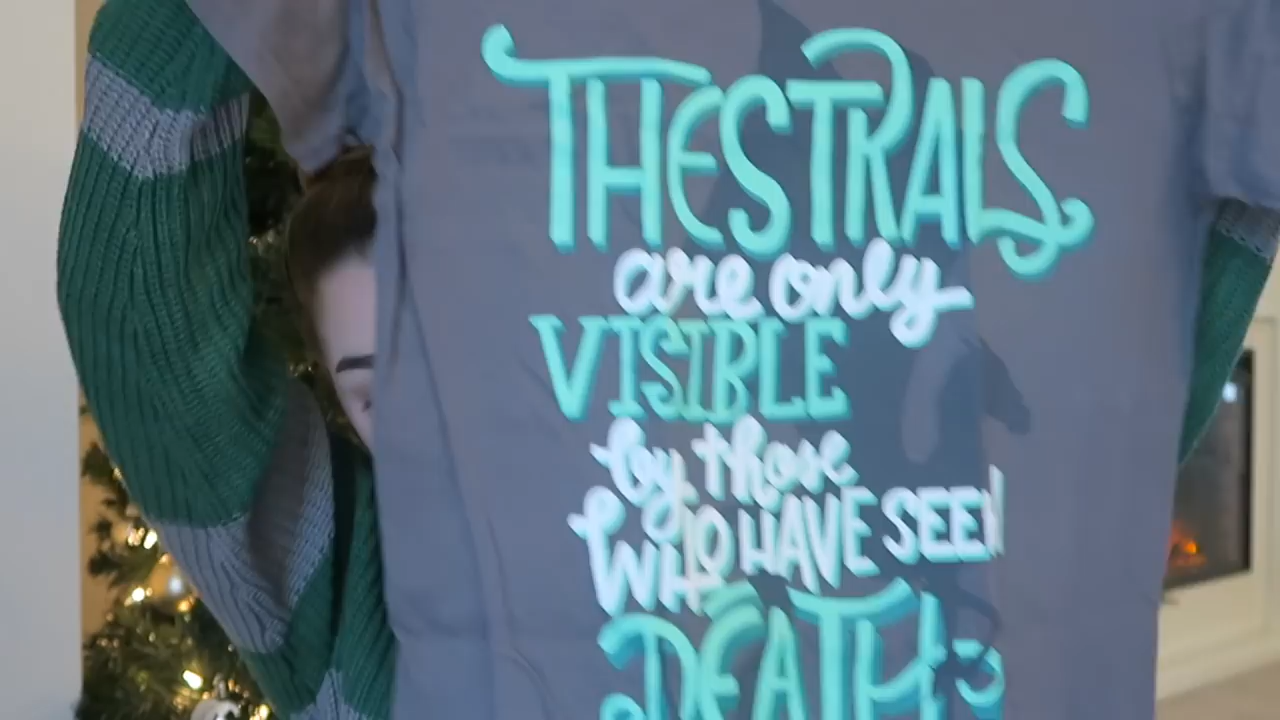 THESTRALS
are only
VISIBLE
by those
WHO HAVE SEEN
DEATH